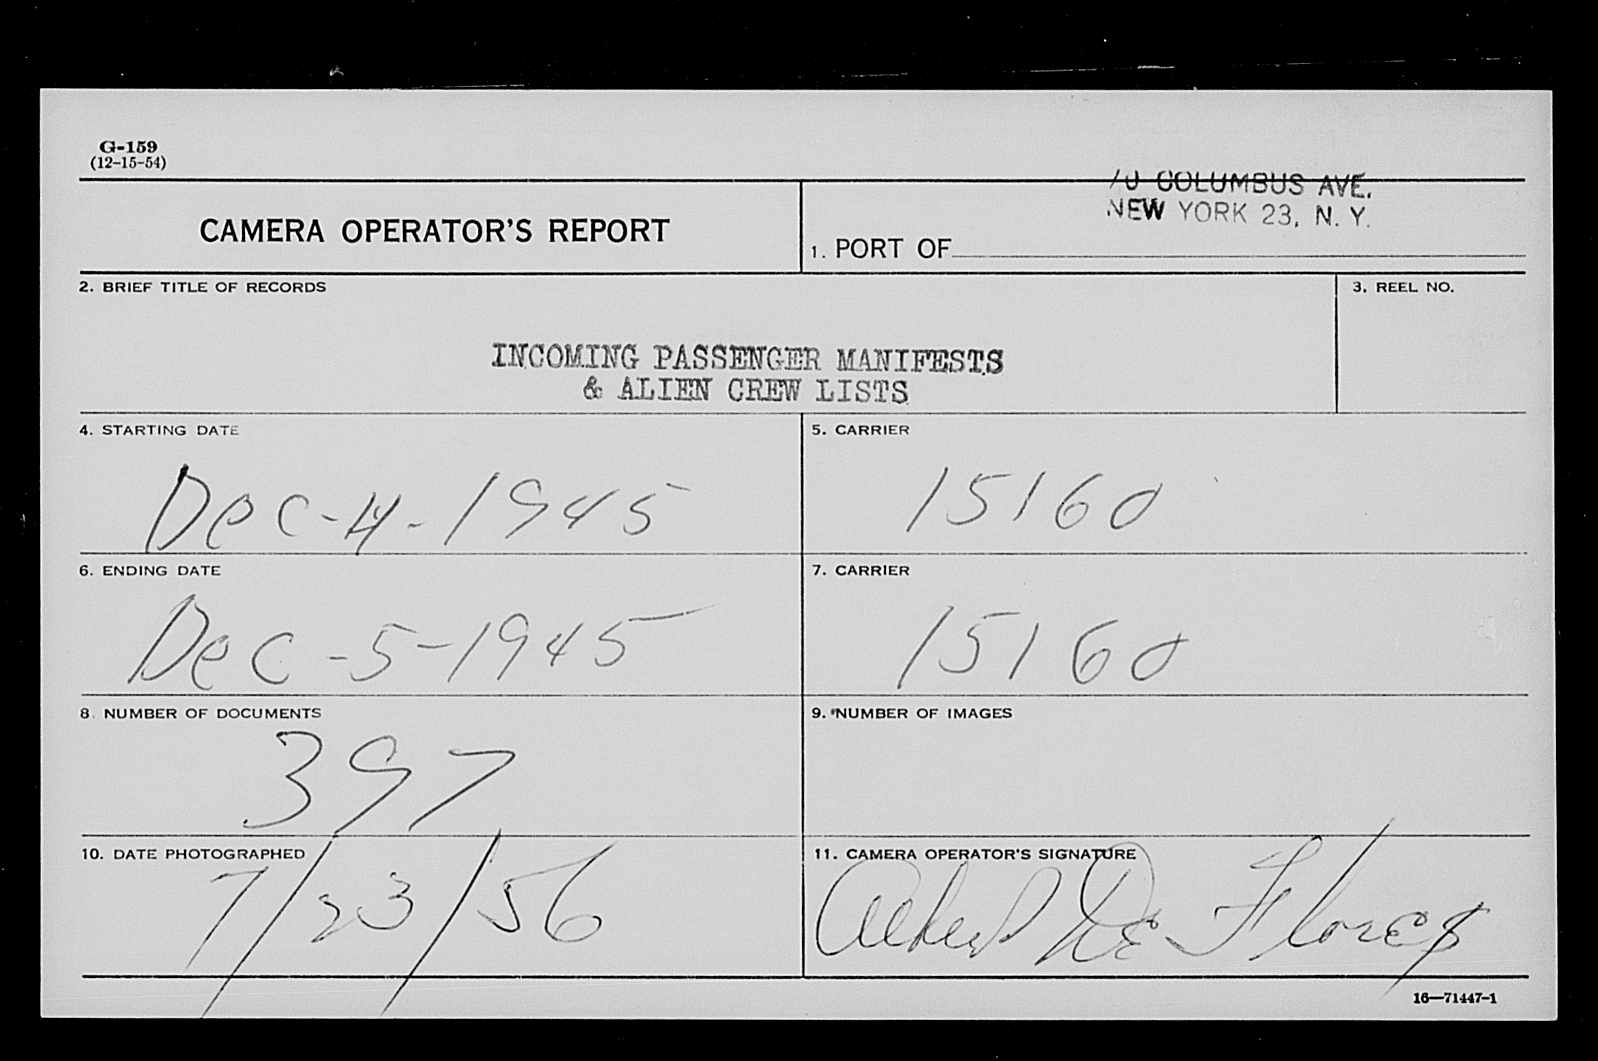 G-159
(12-15-54)
70 COLUMBUS AVE.
NEW YORK 23, N. Y.
CAMERA OPERATOR'S REPORT
1. PORT OF
2. BRIEF TITLE OF RECORDS
3. REEL NO.
INCOMING PASSENGER MANIFESTS
& ALIEN CREW LISTS
4. STARTING DATE
5. CARRIER
Dec-4-1945
15160
6. ENDING DATE
7. CARRIER
Dec-5-1945
15160
8. NUMBER OF DOCUMENTS
9. NUMBER OF IMAGES
397
10. DATE PHOTOGRAPHED
11. CAMERA OPERATOR'S SIGNATURE
7/23/56
De Flores
16—71447-1